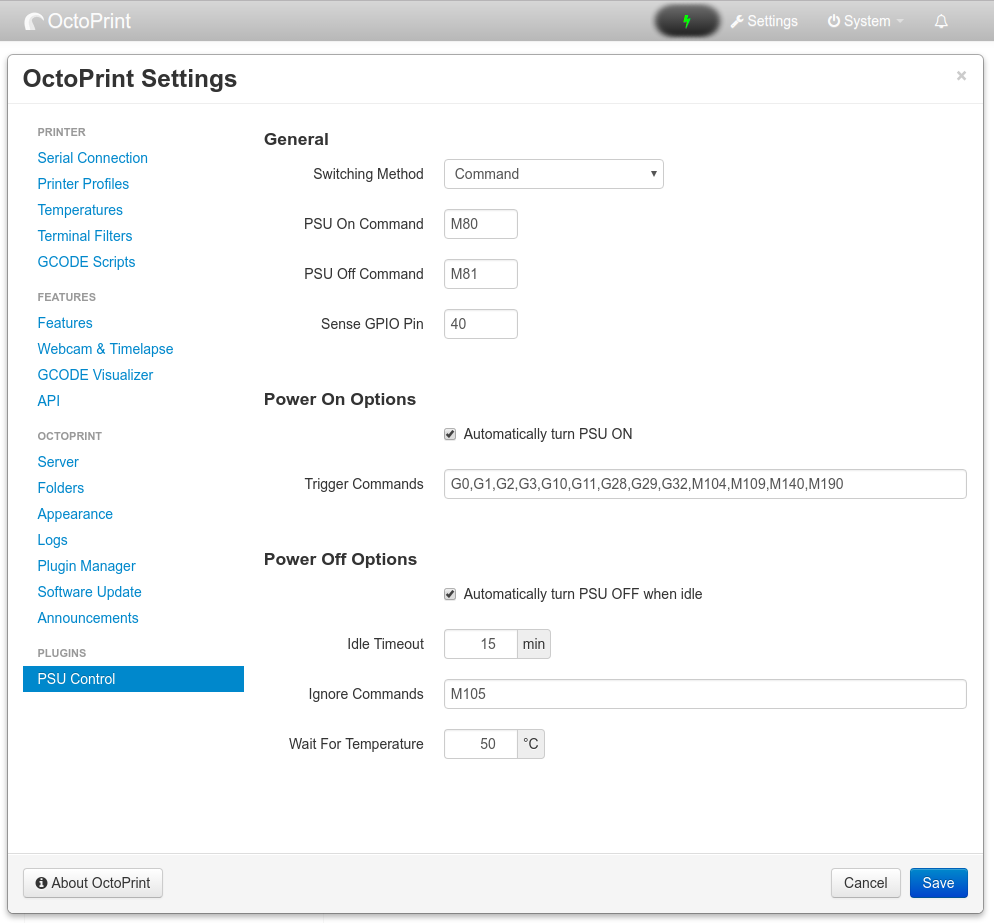 OctoPrint Settings System
OctoPrint Settings ×
PRINTER
Serial Connection
Printer Profiles
Temperatures
Terminal Filters
GCODE Scripts
FEATURES
Features
Webcam & Timelapse
GCODE Visualizer
API
OCTOPRINT
Server
Folders
Appearance
Logs
Plugin Manager
Software Update
Announcements
PLUGINS
PSU Control
General
Switching Method Command
PSU On Command M80
PSU Off Command M81
Sense GPIO Pin 40
Power On Options
Automatically turn PSU ON
Trigger Commands G0,G1,G2,G3,G10,G11,G28,G29,G32,M104,M109,M140,M190
Power Off Options
Automatically turn PSU OFF when idle
Idle Timeout 15 min
Ignore Commands M105
Wait For Temperature 50 °C
About OctoPrint Cancel Save